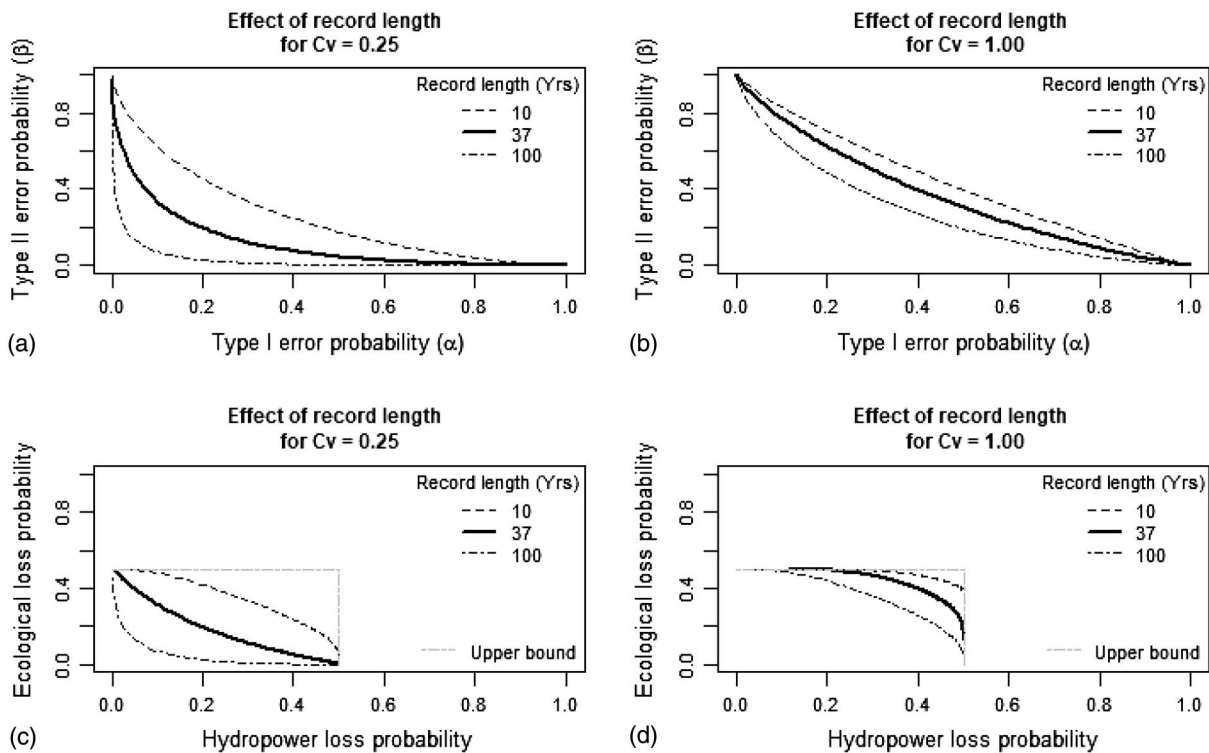 Effect of record length
for Cv = 0.25
Type II error probability (β)
0.8
0.4
0.0
Record length (Yrs)
10
37
100
0.0 0.2 0.4 0.6 0.8 1.0
(a)
Type I error probability (α)
Effect of record length
for Cv = 1.00
Type II error probability (β)
0.8
0.4
0.0
Record length (Yrs)
10
37
100
0.0 0.2 0.4 0.6 0.8 1.0
(b)
Type I error probability (α)
Effect of record length
for Cv = 0.25
Ecological loss probability
0.8
0.4
0.0
Record length (Yrs)
10
37
100
Upper bound
0.0 0.2 0.4 0.6 0.8 1.0
(c)
Hydropower loss probability
Effect of record length
for Cv = 1.00
Ecological loss probability
0.8
0.4
0.0
Record length (Yrs)
10
37
100
Upper bound
0.0 0.2 0.4 0.6 0.8 1.0
(d)
Hydropower loss probability